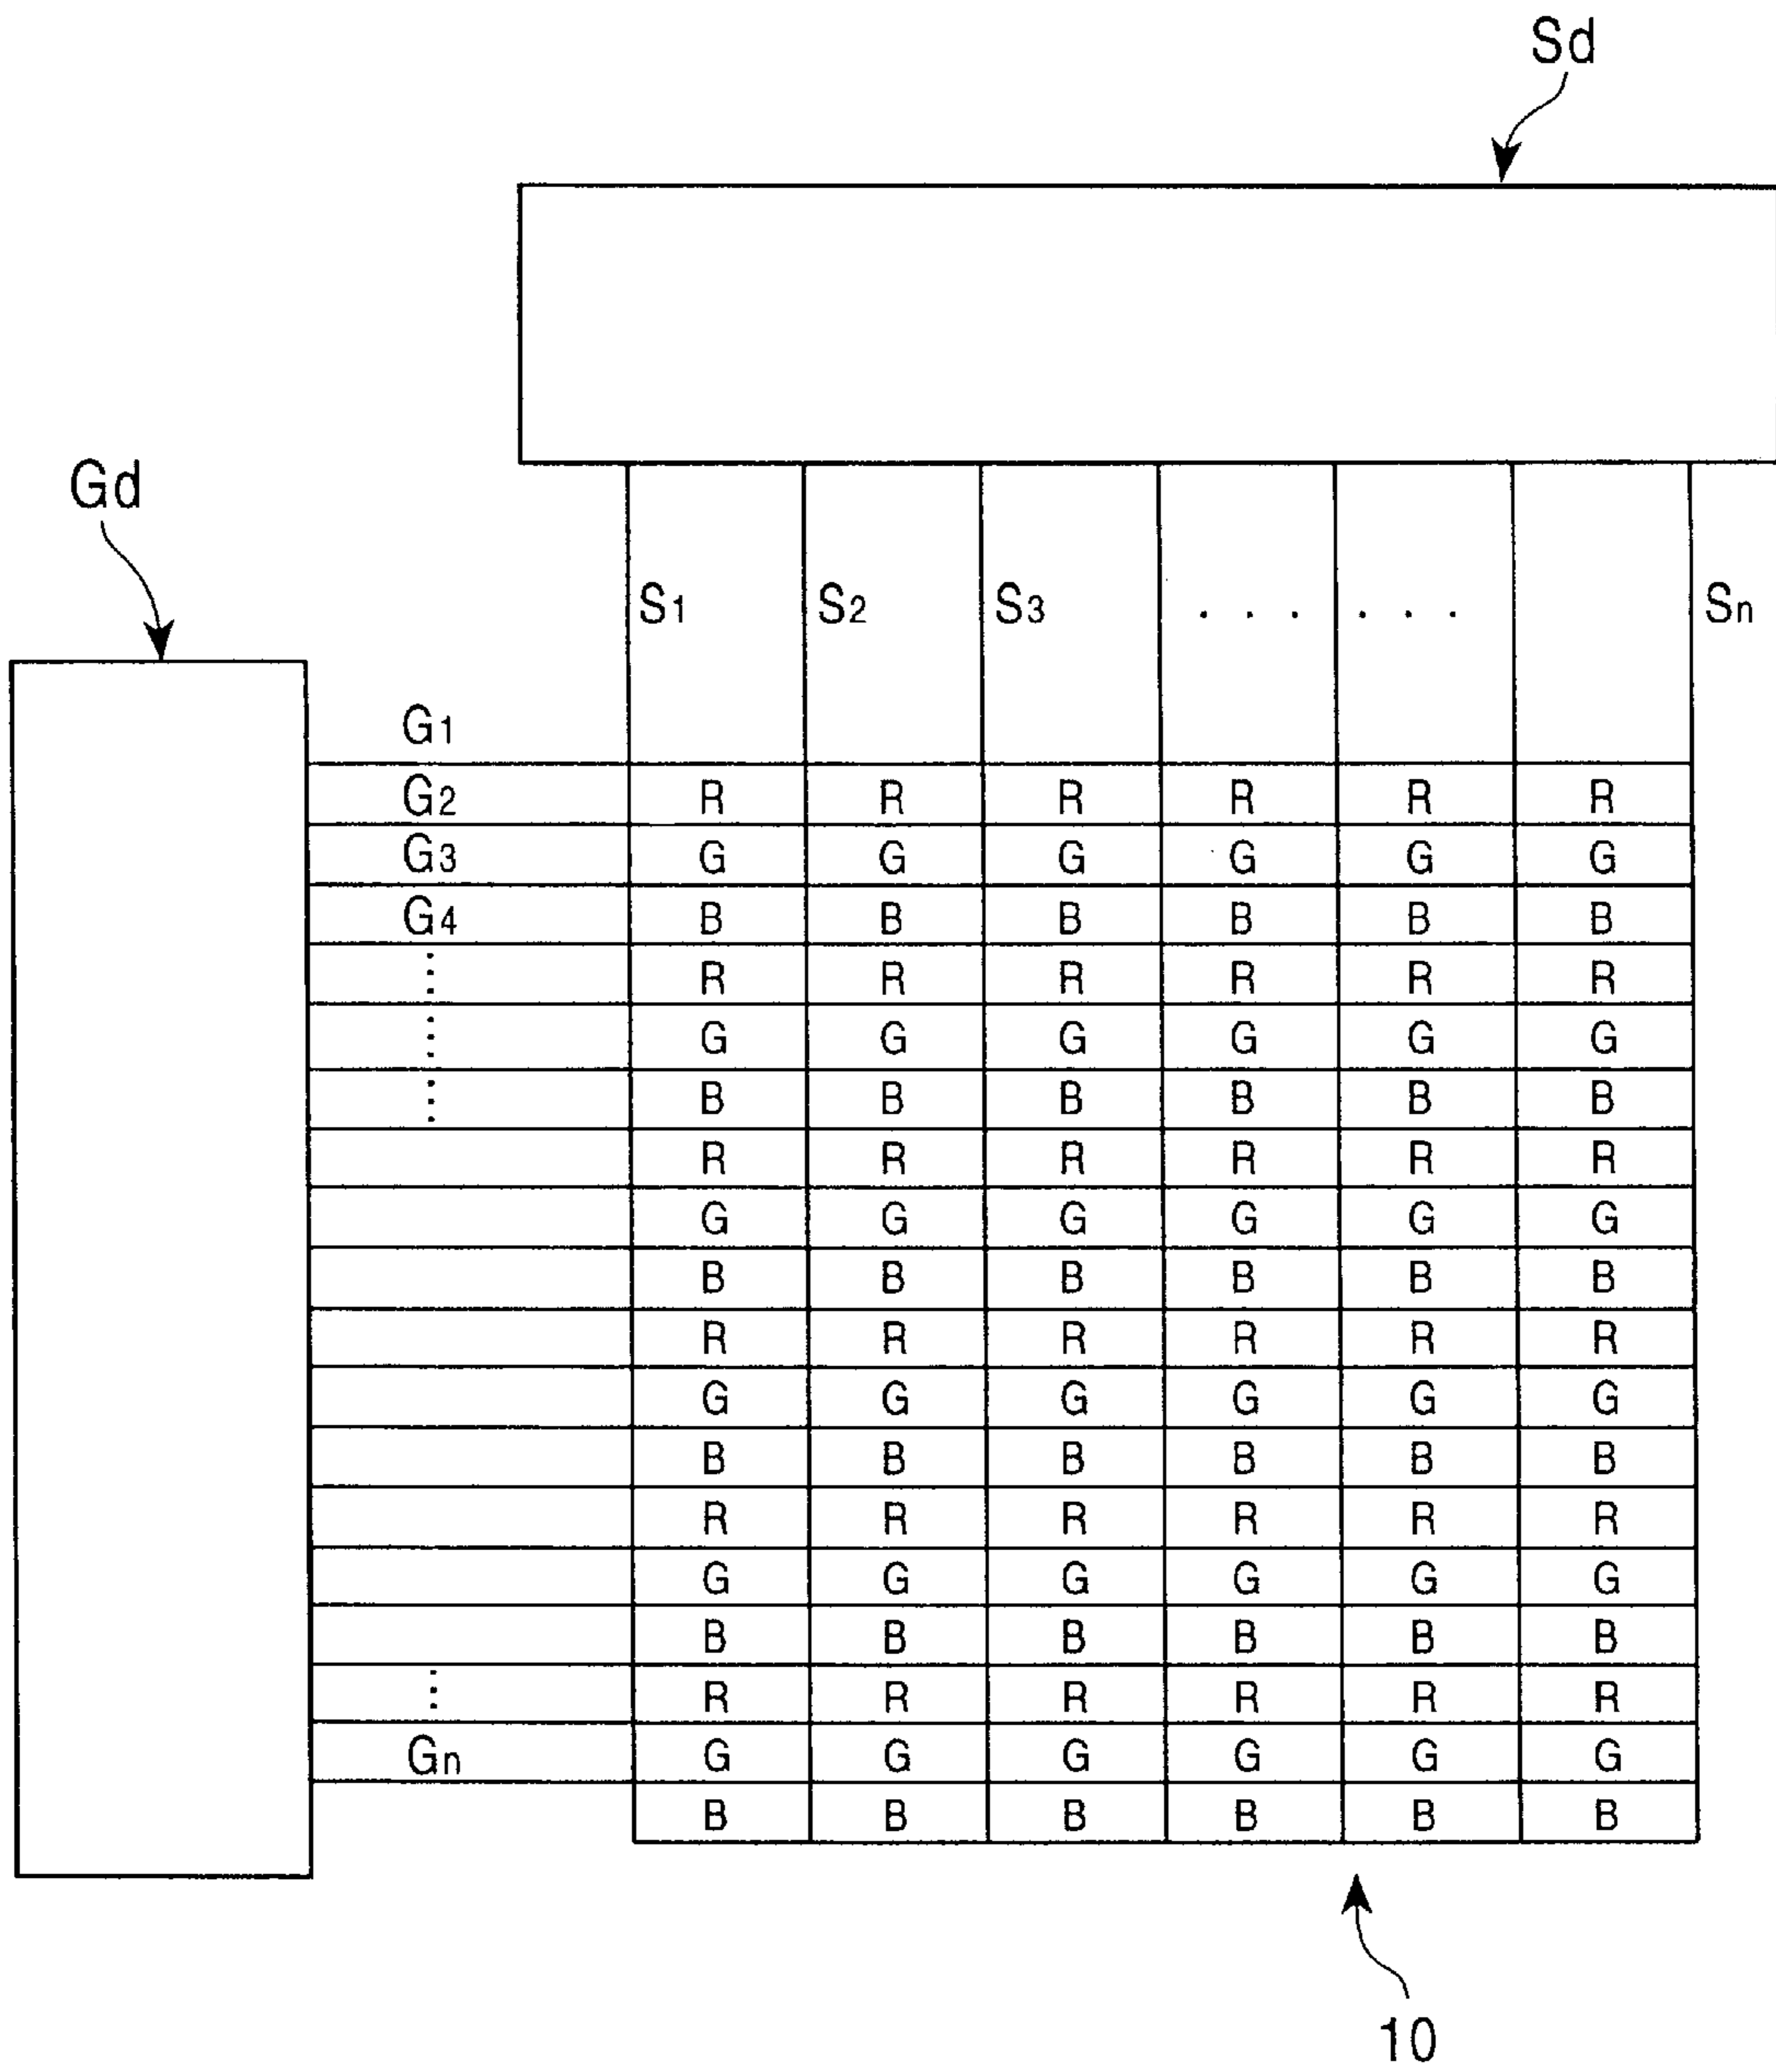 Sd
Gd
S1 S2 S3 . . . . . . Sn
G1
G2 R R R R R R
G3 G G G G G G
G4 B B B B B B
⋮ R R R R R R
⋮ G G G G G G
⋮ B B B B B B
R R R R R R
G G G G G G
B B B B B B
R R R R R R
G G G G G G
B B B B B B
R R R R R R
G G G G G G
B B B B B B
⋮ R R R R R R
Gn G G G G G G
B B B B B B
10